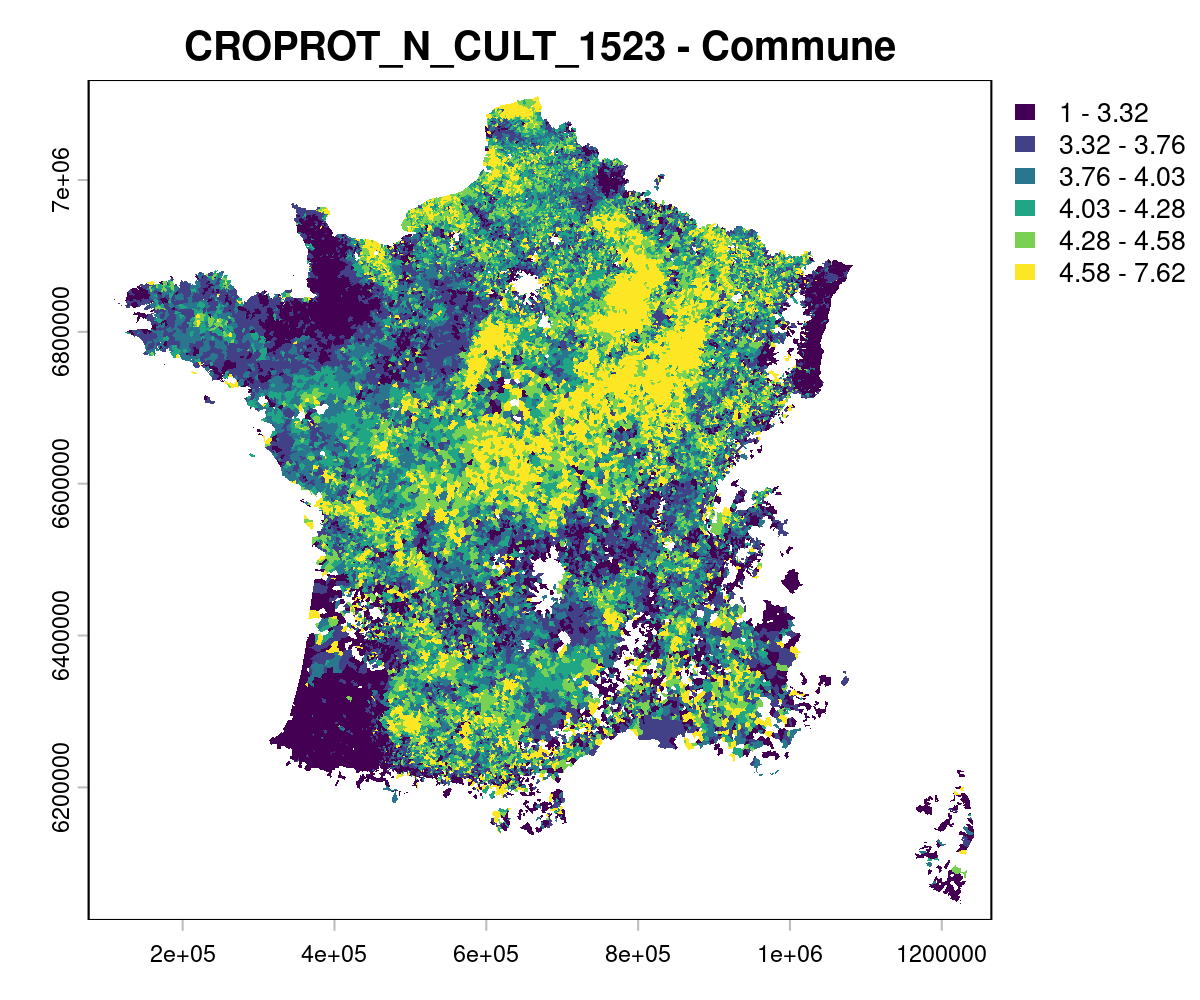 CROPROT_N_CULT_1523 - Commune
1 - 3.32
3.32 - 3.76
3.76 - 4.03
4.03 - 4.28
4.28 - 4.58
4.58 - 7.62
7e+06
6800000
6600000
6400000
6200000
2e+05 4e+05 6e+05 8e+05 1e+06 1200000